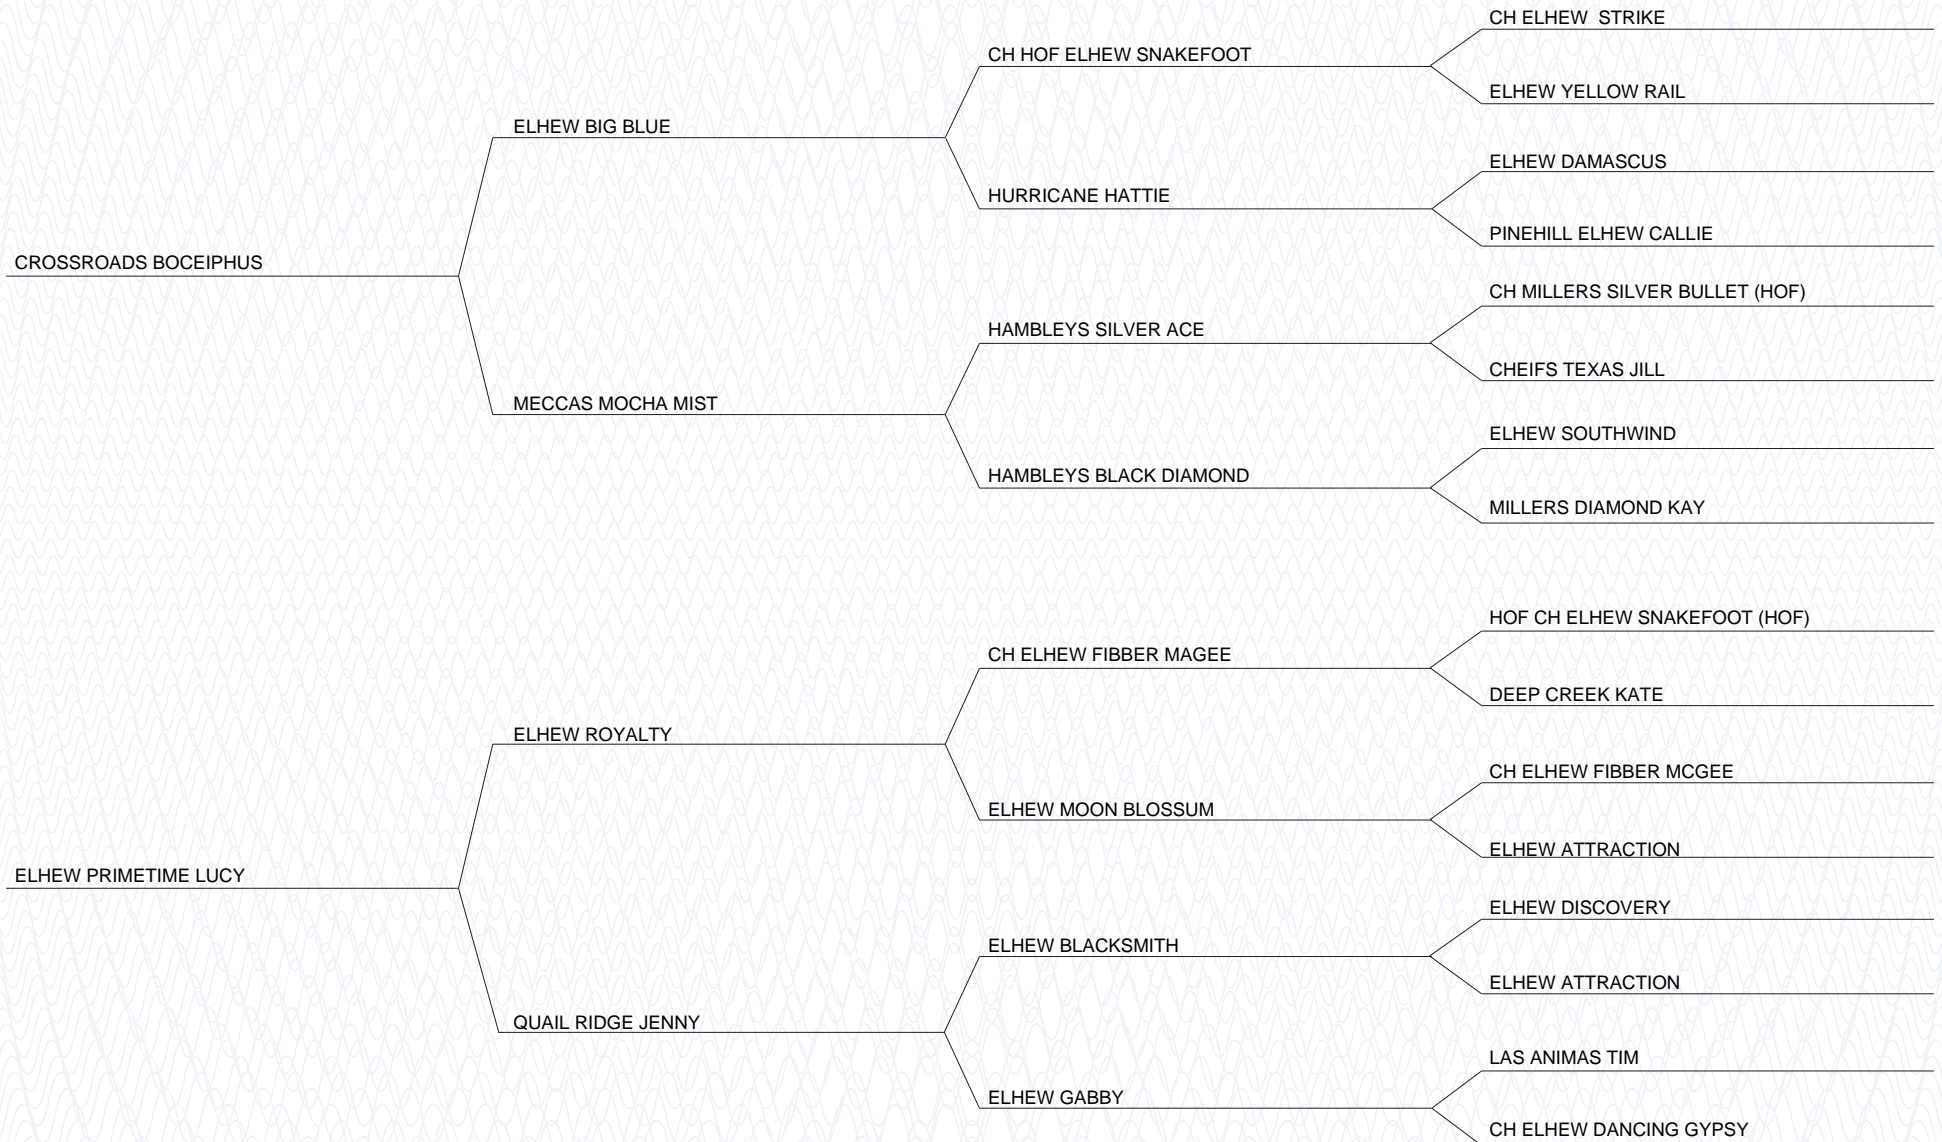 CH ELHEW  STRIKE
CH HOF ELHEW SNAKEFOOT
ELHEW YELLOW RAIL
ELHEW BIG BLUE
ELHEW DAMASCUS
HURRICANE HATTIE
PINEHILL ELHEW CALLIE
CROSSROADS BOCEIPHUS
CH MILLERS SILVER BULLET (HOF)
HAMBLEYS SILVER ACE
CHEIFS TEXAS JILL
MECCAS MOCHA MIST
ELHEW SOUTHWIND
HAMBLEYS BLACK DIAMOND
MILLERS DIAMOND KAY
HOF CH ELHEW SNAKEFOOT (HOF)
CH ELHEW FIBBER MAGEE
DEEP CREEK KATE
ELHEW ROYALTY
CH ELHEW FIBBER MCGEE
ELHEW MOON BLOSSUM
ELHEW ATTRACTION
ELHEW PRIMETIME LUCY
ELHEW DISCOVERY
ELHEW BLACKSMITH
ELHEW ATTRACTION
QUAIL RIDGE JENNY
LAS ANIMAS TIM
ELHEW GABBY
CH ELHEW DANCING GYPSY